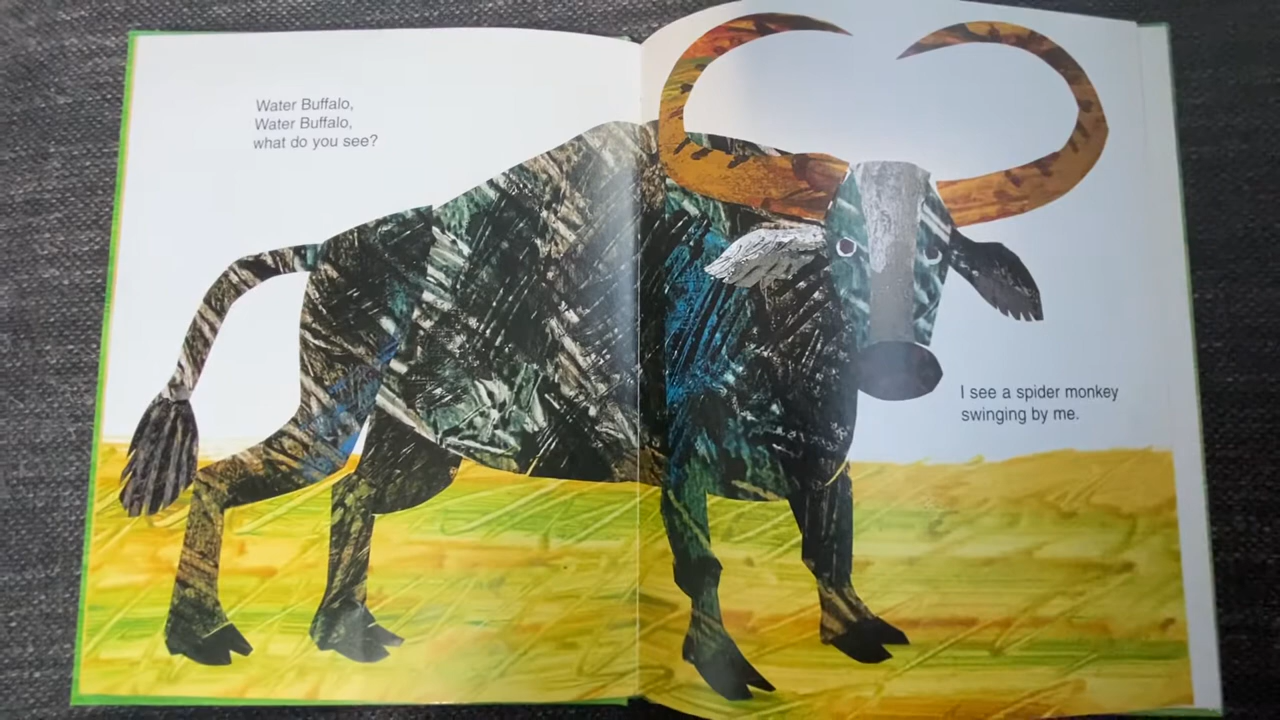 Water Buffalo,
Water Buffalo,
what do you see?
I see a spider monkey
swinging by me.